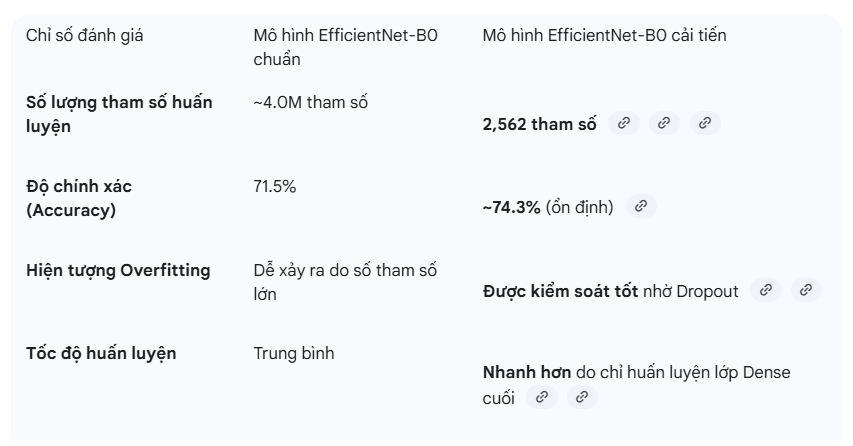 Chỉ số đánh giá
Mô hình EfficientNet-B0
chuẩn
Mô hình EfficientNet-B0 cải tiến
Số lượng tham số huấn
luyện
~4.0M tham số
2,562 tham số
Độ chính xác
(Accuracy)
71.5%
~74.3% (ổn định)
Hiện tượng Overfitting
Dễ xảy ra do số tham số
lớn
Được kiểm soát tốt nhờ Dropout
Tốc độ huấn luyện
Trung bình
Nhanh hơn do chỉ huấn luyện lớp Dense
cuối